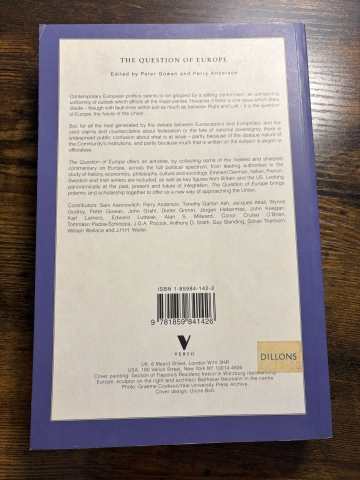 THE QUESTION OF EUROPE
Edited by Peter Gowan and Perry Anderson
Contemporary European politics seems to be gripped by a stifling conformism, an uninspiring
uniformity of outlook which afflicts all the major parties. However, if there is one issue which does
divide – though with fault-lines within just as much as between Right and Left – it is the question
of Europe, the future of the Union.
But, for all the heat generated by the debate between Eurosceptics and Europhiles, and the
strident claims and counterclaims about federalism or the fate of national sovereignty, there is
widespread public confusion about what is at issue – partly because of the opaque nature of
the Community's institutions, and partly because much that is written on the subject is jargon or
officialese.
The Question of Europe offers an antidote, by collecting some of the liveliest and sharpest
commentary on Europe, across the full political spectrum, from leading authorities in the
study of history, economics, philosophy, culture and sociology. Eminent German, Italian, French,
Swedish and Irish writers are included, as well as key figures from Britain and the US. Looking
panoramically at the past, present and future of integration, The Question of Europe brings
polemic and scholarship together to offer us a new way of approaching the Union.
Contributors: Sam Aaronovitch, Perry Anderson, Timothy Garton Ash, Jacques Attali, Wynne
Godley, Peter Gowan, John Grahl, Dieter Grimm, Jürgen Habermas, John Keegan,
Karl Lamers, Edward Luttwak, Alan S. Milward, Conor Cruise O'Brien,
Tommaso Padoa-Schioppa, J.G.A. Pocock, Anthony D. Smith, Guy Standing, Göran Therborn,
William Wallace and J.H.H. Weiler.
ISBN 1-85984-142-2
9 781859 841426
V
VERSO
UK: 6 Meard Street, London W1V 3HR
USA: 180 Varick Street, New York NY 10014-4606
Cover painting: Section of Tiepolo's Residenz fresco in Würzburg representing
Europe, sculptor on the right and architect Balthasar Neumann in the centre
Photo: Graeme Cookson/Yale University Press Archive
Cover design: Uncle Bob
DILLONS